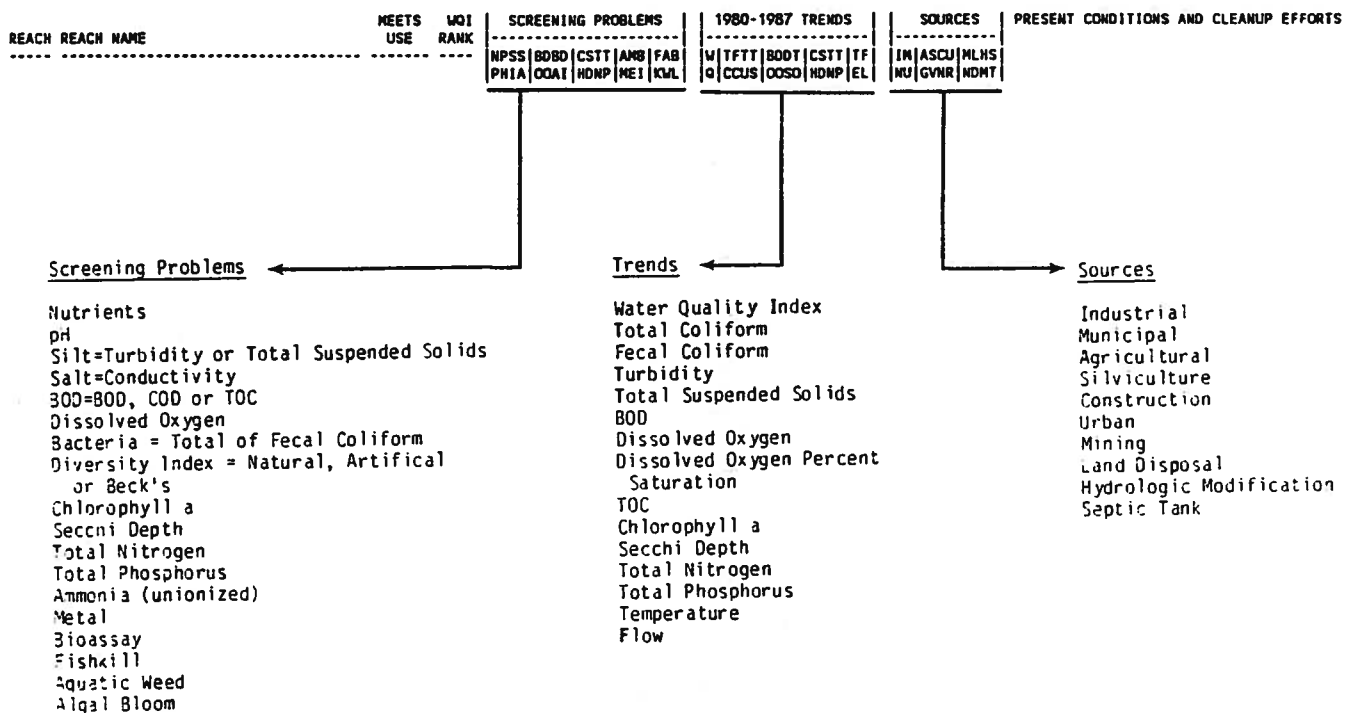 MEETS WQI | SCREENING PROBLEMS | 1980-1987 TRENDS | SOURCES | PRESENT CONDITIONS AND CLEANUP EFFORTS
REACH REACH NAME USE RANK
|NPSS|BDBD|CSTT|AMB|FAB| |W|TFTT|BDDT|CSTT|TF| |IM|ASCU|MLHS|
|PHIA|OOAI|HDNP|MEI|KWL| |Q|CCUS|OOSO|HDNP|EL| |NU|GVNR|NDMT|
Screening Problems
Nutrients
pH
Silt=Turbidity or Total Suspended Solids
Salt=Conductivity
BOD=BOD, COD or TOC
Dissolved Oxygen
Bacteria = Total of Fecal Coliform
Diversity Index = Natural, Artifical
or Beck's
Chlorophyll a
Secchi Depth
Total Nitrogen
Total Phosphorus
Ammonia (unionized)
Metal
Bioassay
Fishkill
Aquatic Weed
Algal Bloom
Trends
Water Quality Index
Total Coliform
Fecal Coliform
Turbidity
Total Suspended Solids
BOD
Dissolved Oxygen
Dissolved Oxygen Percent
Saturation
TOC
Chlorophyll a
Secchi Depth
Total Nitrogen
Total Phosphorus
Temperature
Flow
Sources
Industrial
Municipal
Agricultural
Silviculture
Construction
Urban
Mining
Land Disposal
Hydrologic Modification
Septic Tank